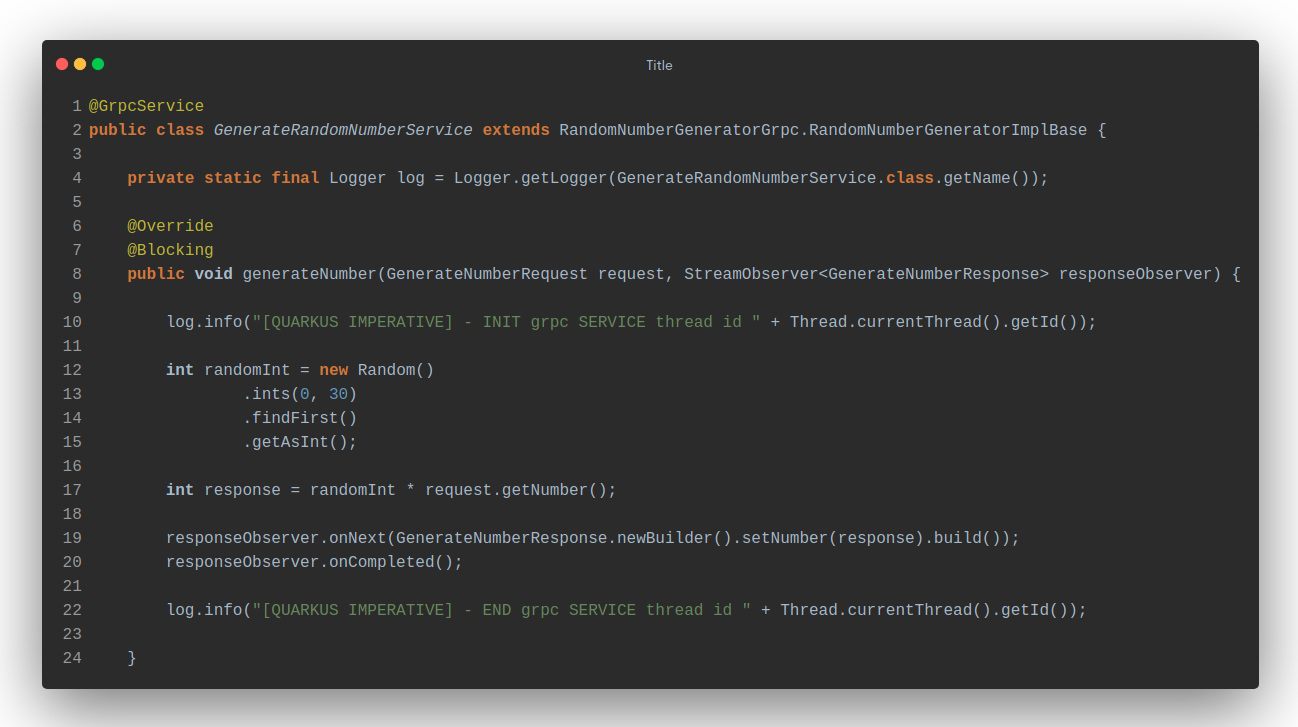 Title
1 @GrpcService
2 public class GenerateRandomNumberService extends RandomNumberGeneratorGrpc.RandomNumberGeneratorImplBase {
3
4     private static final Logger log = Logger.getLogger(GenerateRandomNumberService.class.getName());
5
6     @Override
7     @Blocking
8     public void generateNumber(GenerateNumberRequest request, StreamObserver<GenerateNumberResponse> responseObserver) {
9
10         log.info("[QUARKUS IMPERATIVE] - INIT grpc SERVICE thread id " + Thread.currentThread().getId());
11
12         int randomInt = new Random()
13                 .ints(0, 30)
14                 .findFirst()
15                 .getAsInt();
16
17         int response = randomInt * request.getNumber();
18
19         responseObserver.onNext(GenerateNumberResponse.newBuilder().setNumber(response).build());
20         responseObserver.onCompleted();
21
22         log.info("[QUARKUS IMPERATIVE] - END grpc SERVICE thread id " + Thread.currentThread().getId());
23
24     }